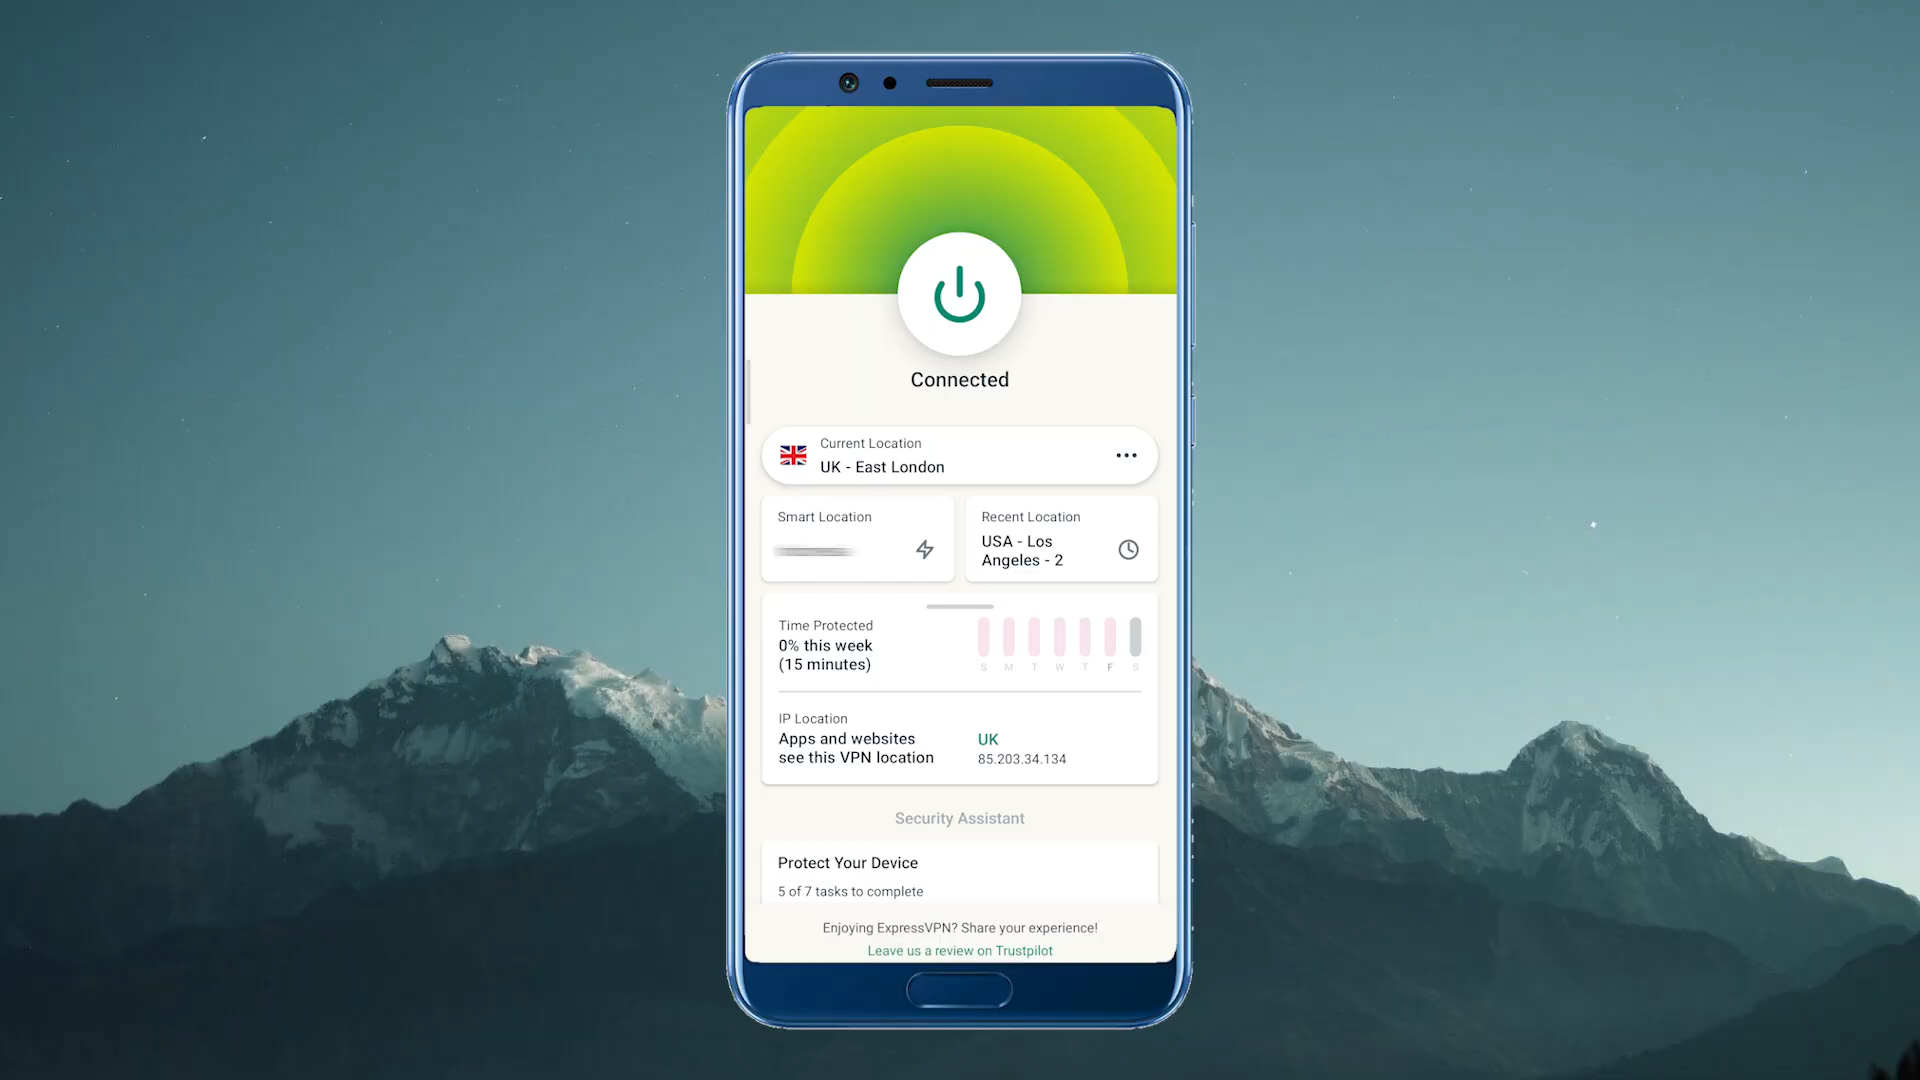 Connected
Current Location
UK - East London
Smart Location
Recent Location
USA - Los
Angeles - 2
Time Protected
0% this week
(15 minutes)
S M T W T F S
IP Location
Apps and websites
see this VPN location
UK
85.203.34.134
Security Assistant
Protect Your Device
5 of 7 tasks to complete
Enjoying ExpressVPN? Share your experience!
Leave us a review on Trustpilot